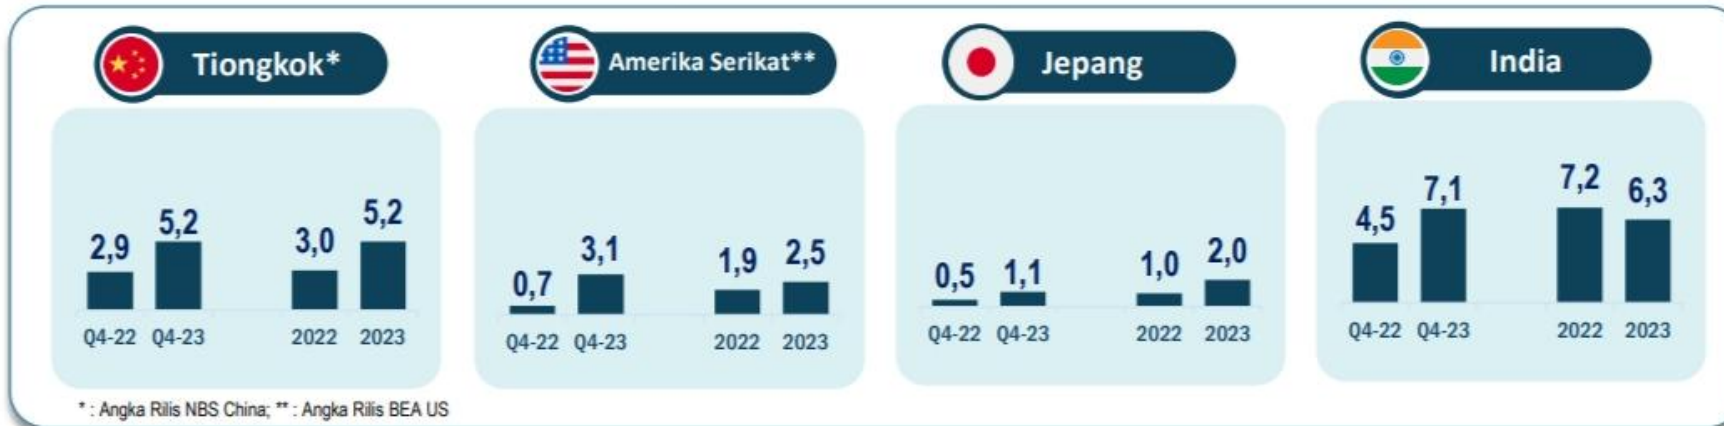 Tiongkok*
2,9 5,2 3,0 5,2
Q4-22 Q4-23 2022 2023
Amerika Serikat**
0,7 3,1 1,9 2,5
Q4-22 Q4-23 2022 2023
Jepang
0,5 1,1 1,0 2,0
Q4-22 Q4-23 2022 2023
India
4,5 7,1 7,2 6,3
Q4-22 Q4-23 2022 2023
* : Angka Rilis NBS China; ** : Angka Rilis BEA US